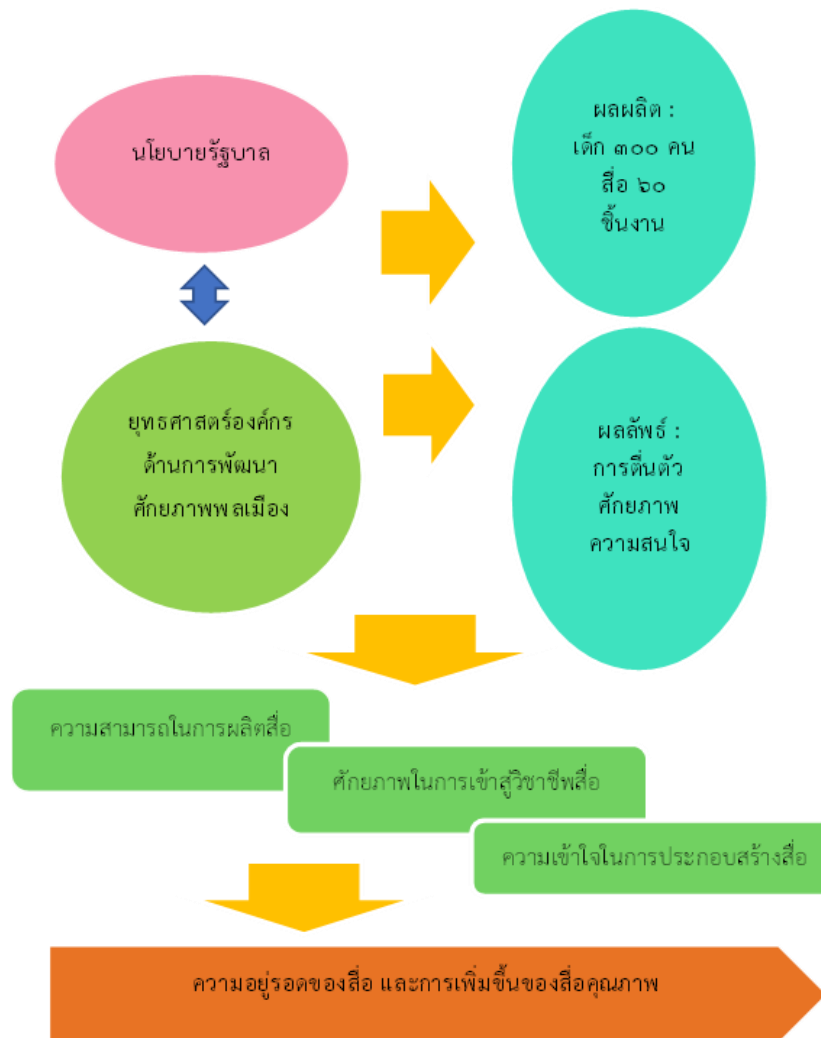 นโยบายรัฐบาล
ผลผลิต :
เด็ก ๓๐๐ คน
สื่อ ๖๐
ชิ้นงาน
ยุทธศาสตร์องค์กร
ด้านการพัฒนา
ศักยภาพพลเมือง
ผลลัพธ์ :
การตื่นตัว
ศักยภาพ
ความสนใจ
ความสามารถในการผลิตสื่อ
ศักยภาพในการเข้าสู่วิชาชีพสื่อ
ความเข้าใจในการประกอบสร้างสื่อ
ความอยู่รอดของสื่อ และการเพิ่มขึ้นของสื่อคุณภาพ